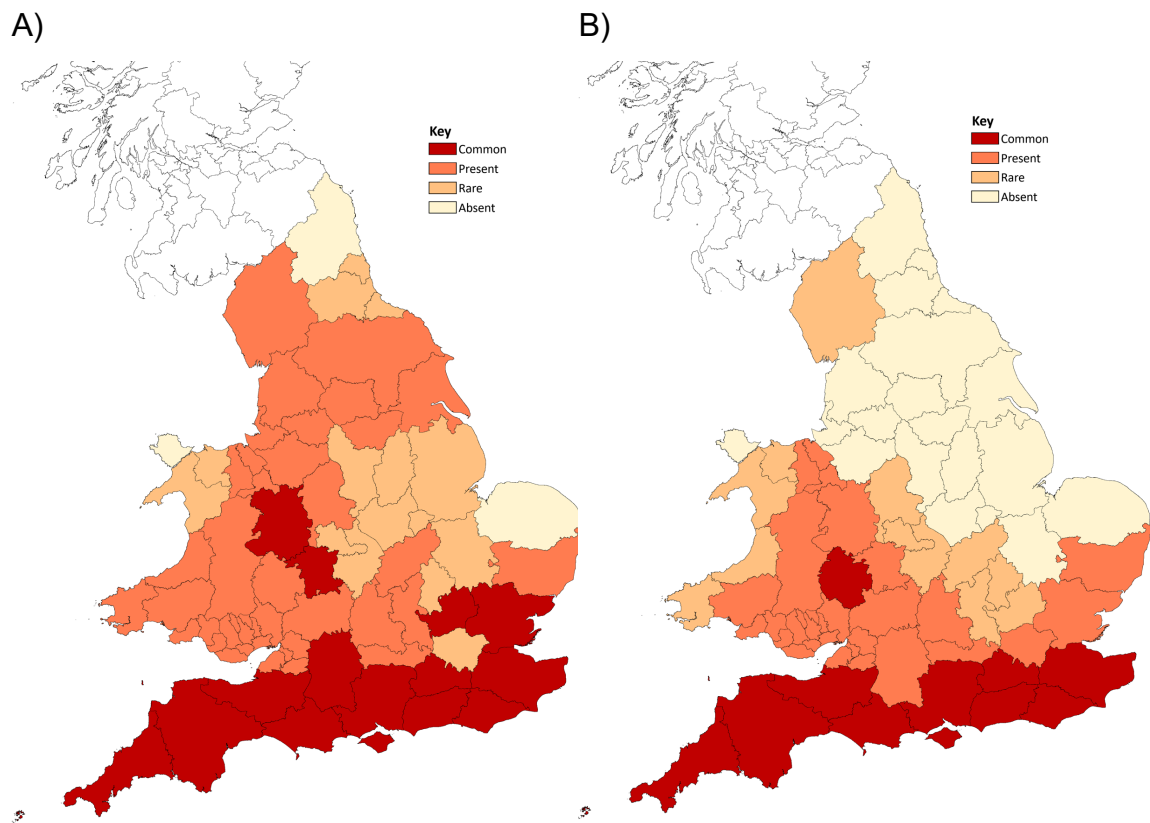 A)
B)
Key
Common
Present
Rare
Absent
Key
Common
Present
Rare
Absent